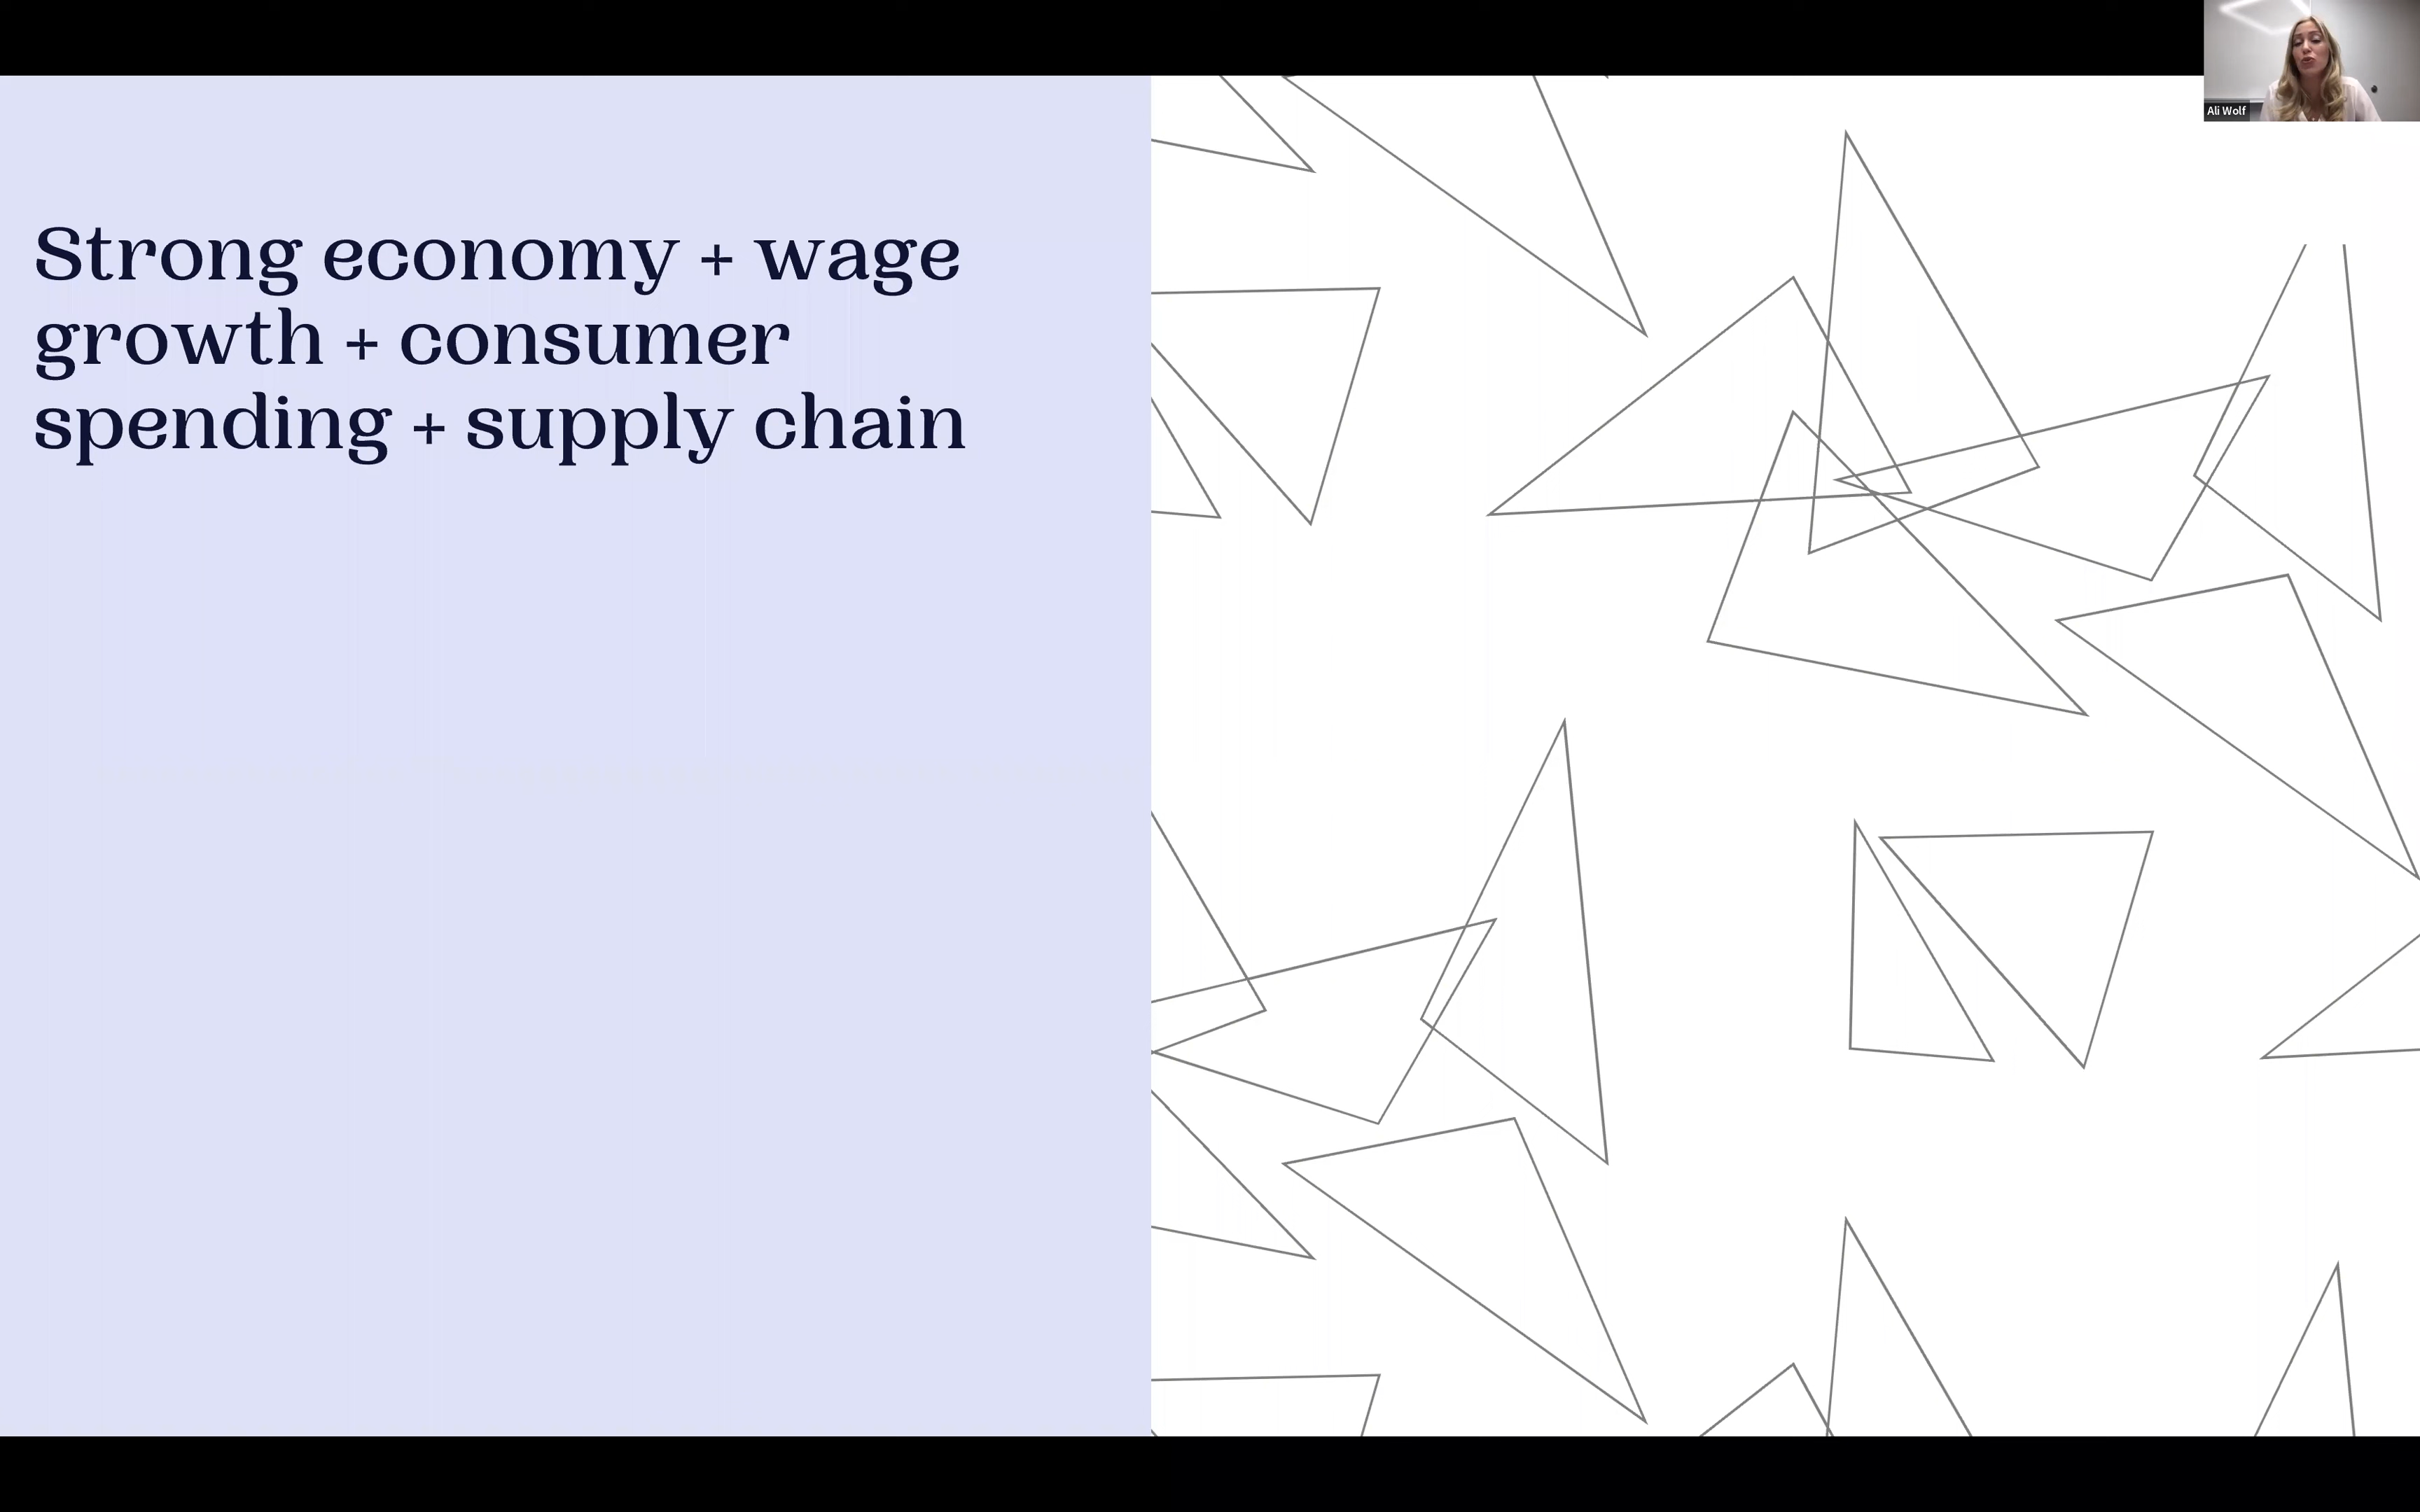 Strong economy + wage
growth + consumer
spending + supply chain
Ali Wolf